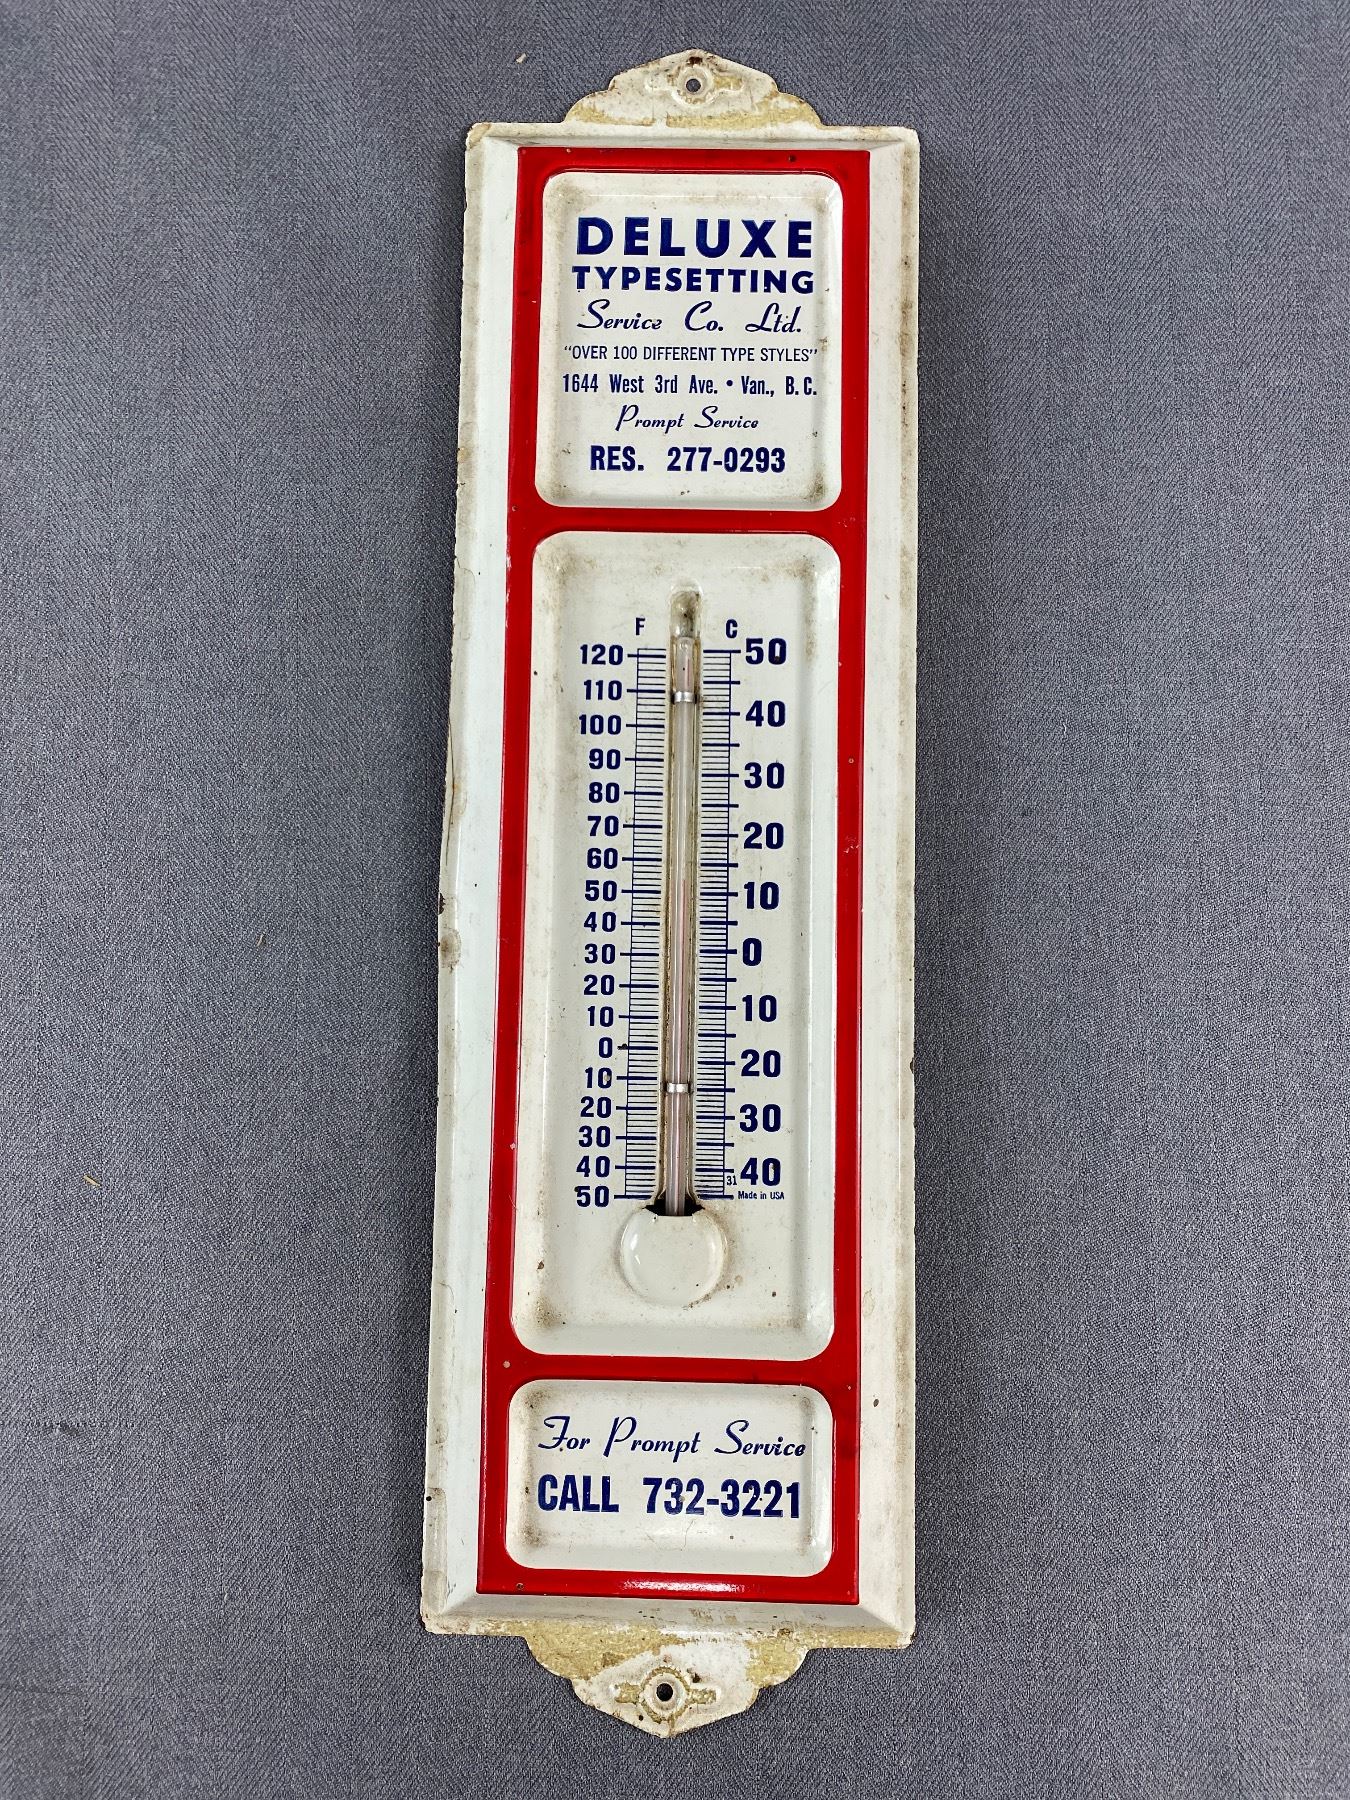 DELUXE
TYPESETTING
Service Co. Ltd.
"OVER 100 DIFFERENT TYPE STYLES"
1644 West 3rd Ave. • Van., B. C.
Prompt Service
RES. 277-0293
F C
120 50
110
100 40
90 30
80
70 20
60
50 10
40
30 0
20
10 10
0
10 20
20
30 30
40 40
31
50 Made in USA
For Prompt Service
CALL 732-3221